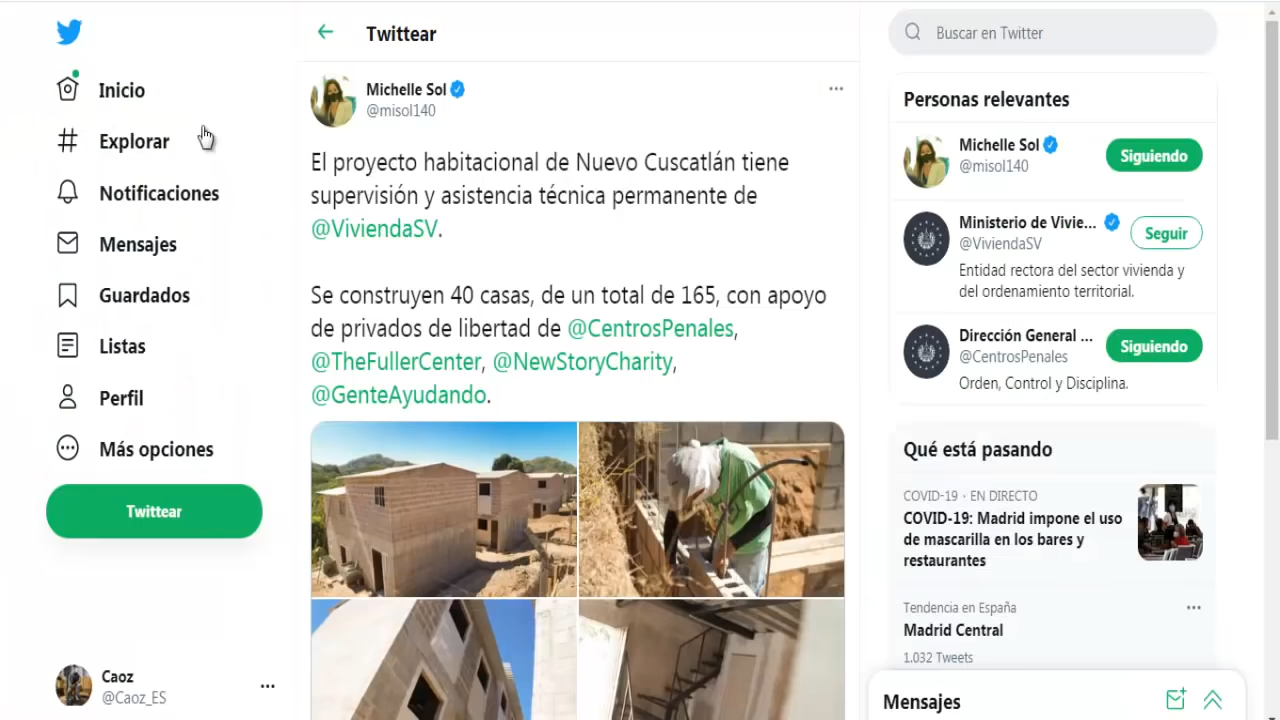 Inicio
Explorar
Notificaciones
Mensajes
Guardados
Listas
Perfil
Más opciones
Twittear
Caoz
@Caoz_ES
Twittear
Michelle Sol
@misol140
El proyecto habitacional de Nuevo Cuscatlán tiene
supervisión y asistencia técnica permanente de
@ViviendaSV.
Se construyen 40 casas, de un total de 165, con apoyo
de privados de libertad de @CentrosPenales,
@TheFullerCenter, @NewStoryCharity,
@GenteAyudando.
Buscar en Twitter
Personas relevantes
Michelle Sol
@misol140
Siguiendo
Ministerio de Vivie...
@ViviendaSV
Seguir
Entidad rectora del sector vivienda y
del ordenamiento territorial.
Dirección General ...
@CentrosPenales
Siguiendo
Orden, Control y Disciplina.
Qué está pasando
COVID-19 · EN DIRECTO
COVID-19: Madrid impone el uso
de mascarilla en los bares y
restaurantes
Tendencia en España
Madrid Central
1.032 Tweets
Mensajes